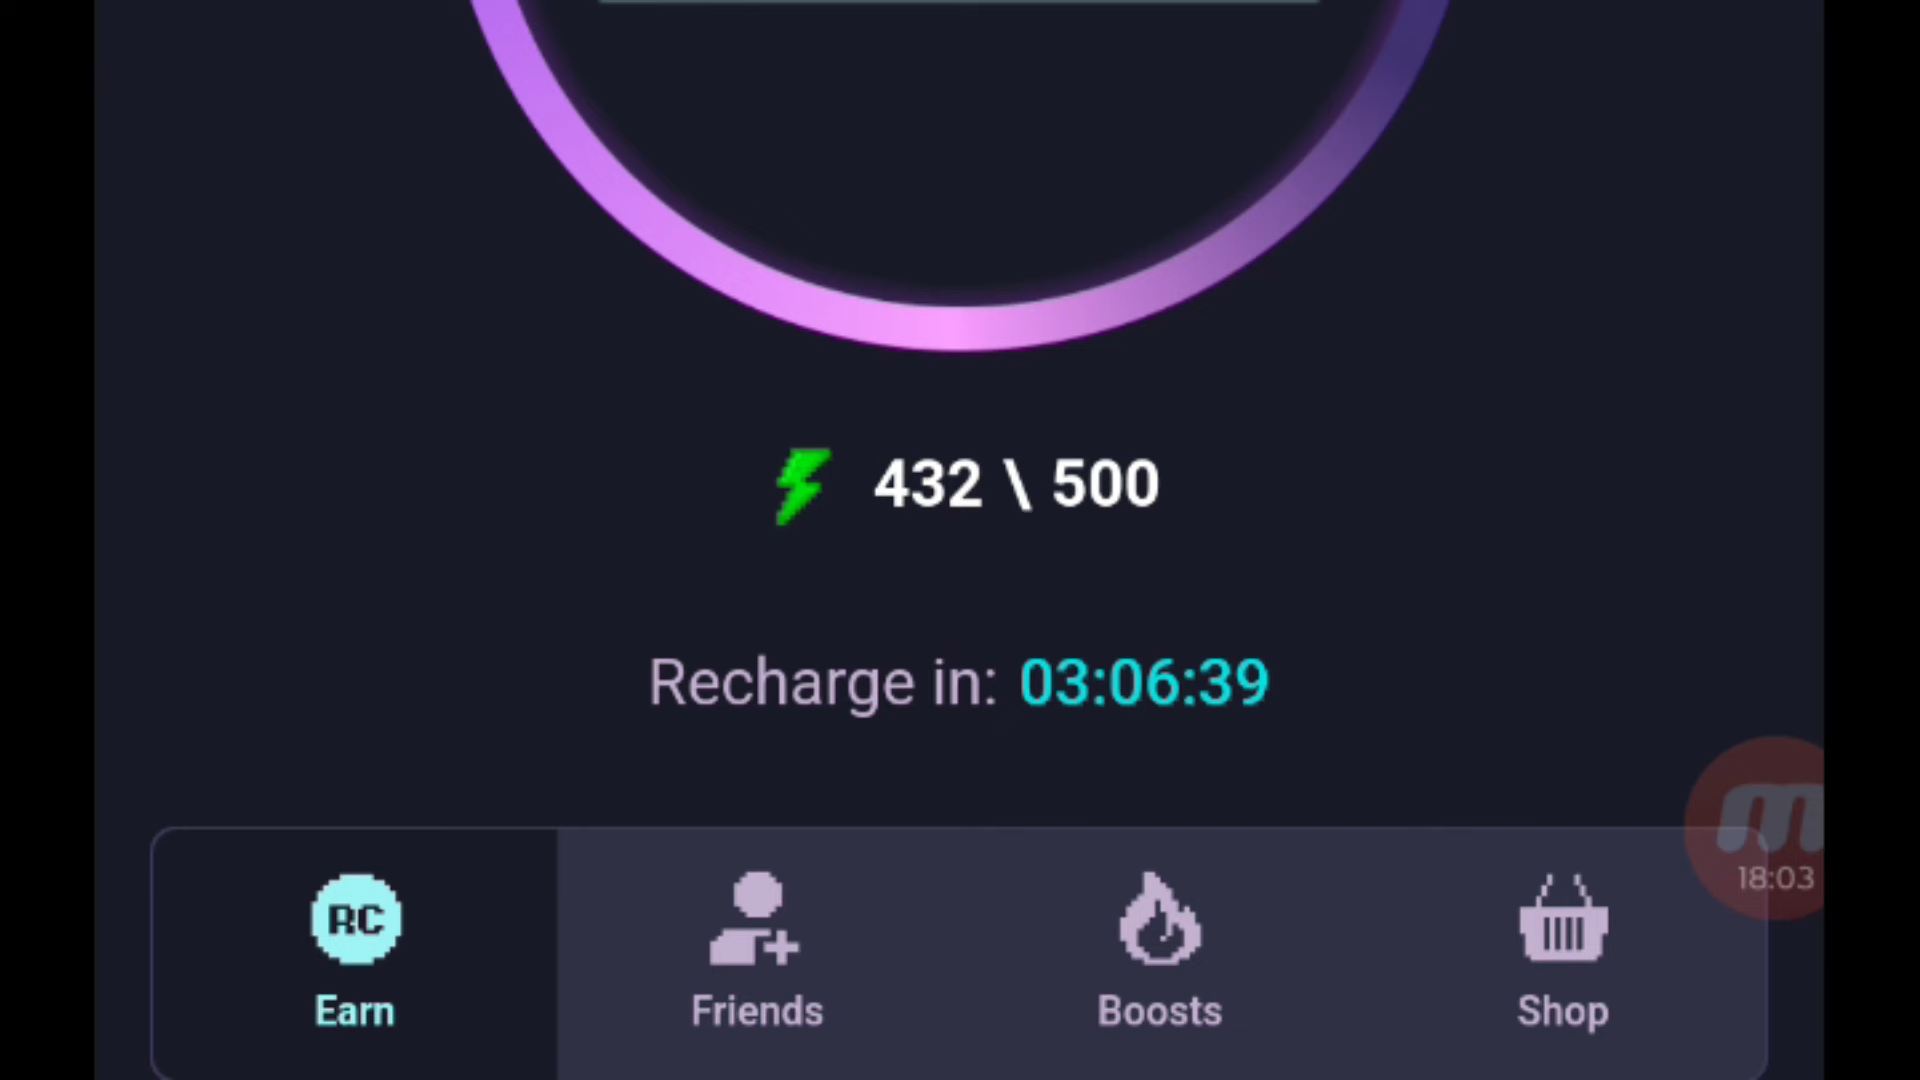 432 \ 500
Recharge in: 03:06:39
m
18:03
RC
Earn
Friends
Boosts
Shop